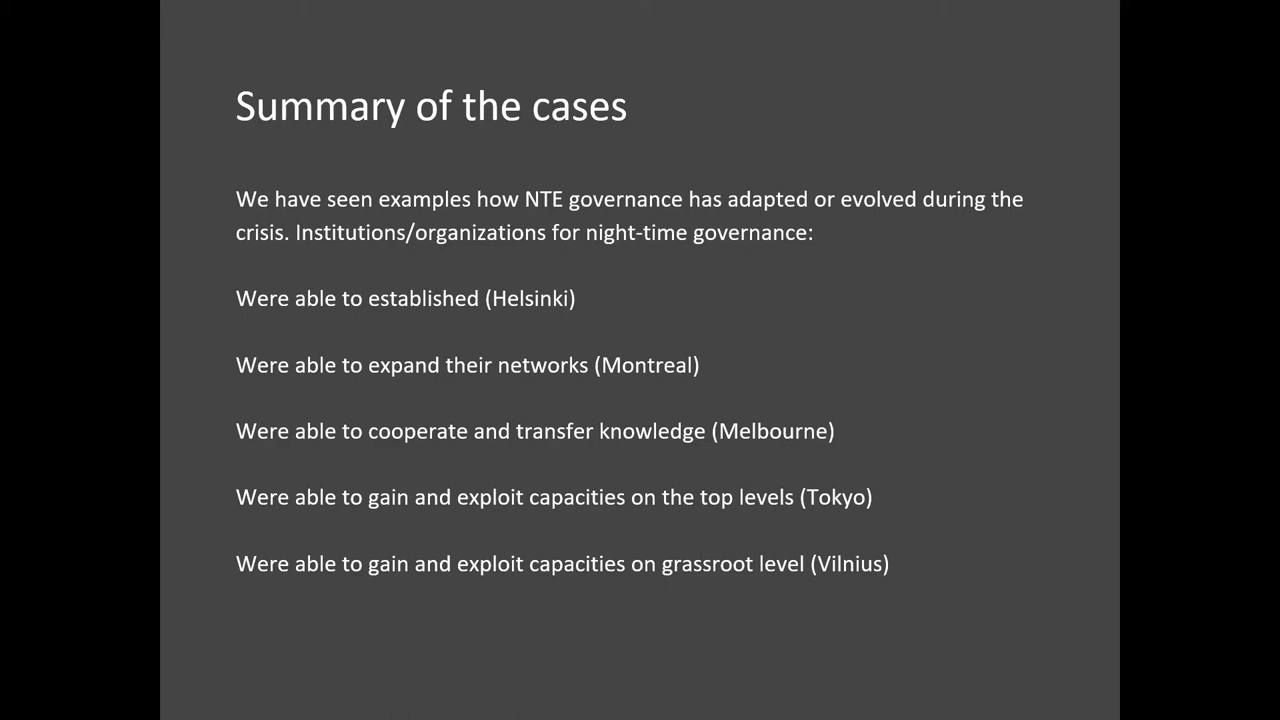 Summary of the cases
We have seen examples how NTE governance has adapted or evolved during the
crisis. Institutions/organizations for night-time governance:
Were able to established (Helsinki)
Were able to expand their networks (Montreal)
Were able to cooperate and transfer knowledge (Melbourne)
Were able to gain and exploit capacities on the top levels (Tokyo)
Were able to gain and exploit capacities on grassroot level (Vilnius)